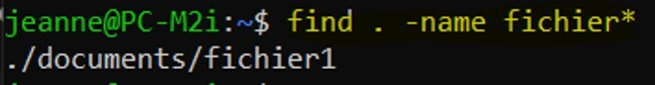 jeanne@PC-M2i:~$ find . -name fichier*
./documents/fichier1